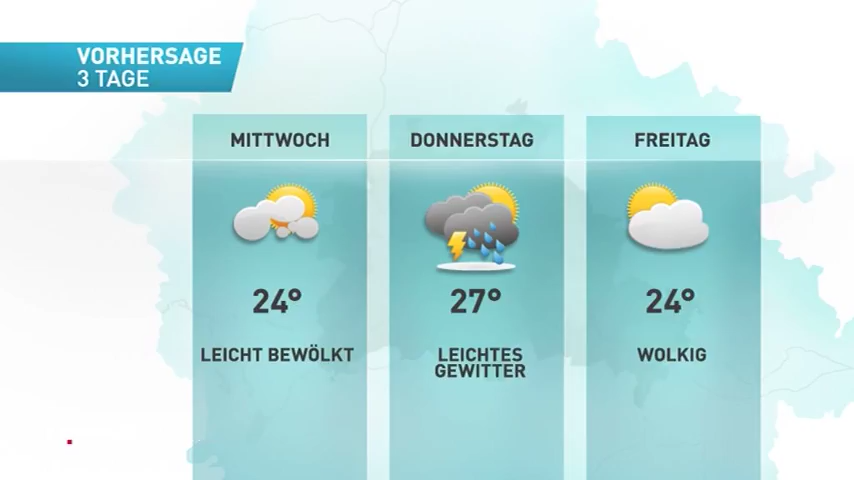 VORHERSAGE
3 TAGE
MITTWOCH
DONNERSTAG
FREITAG
24°
27°
24°
LEICHT BEWÖLKT
LEICHTES
GEWITTER
WOLKIG